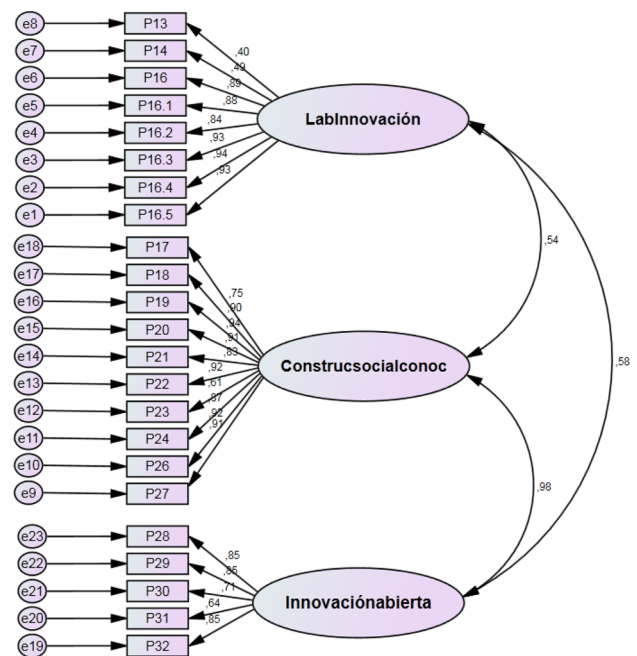 e8 P13
e7 P14
e6 P16
e5 P16.1
e4 P16.2
e3 P16.3
e2 P16.4
e1 P16.5
,40
,49
,89
,88
,84
,93
,94
,93
LabInnovación
e18 P17
e17 P18
e16 P19
e15 P20
e14 P21
e13 P22
e12 P23
e11 P24
e10 P26
e9 P27
,75
,90
,94
,91
,83
,92
,61
,87
,92
,91
Construcsocialconoc
,54
,58
,98
e23 P28
e22 P29
e21 P30
e20 P31
e19 P32
,85
,85
,71
,64
,85
Innovaciónabierta